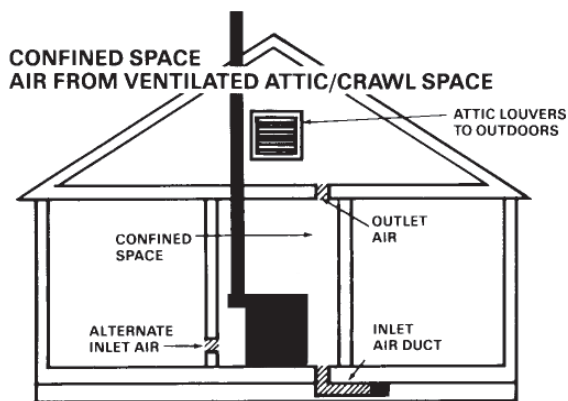 CONFINED SPACE
AIR FROM VENTILATED ATTIC/CRAWL SPACE
ATTIC LOUVERS
TO OUTDOORS
OUTLET
AIR
CONFINED
SPACE
ALTERNATE
INLET AIR
INLET
AIR DUCT